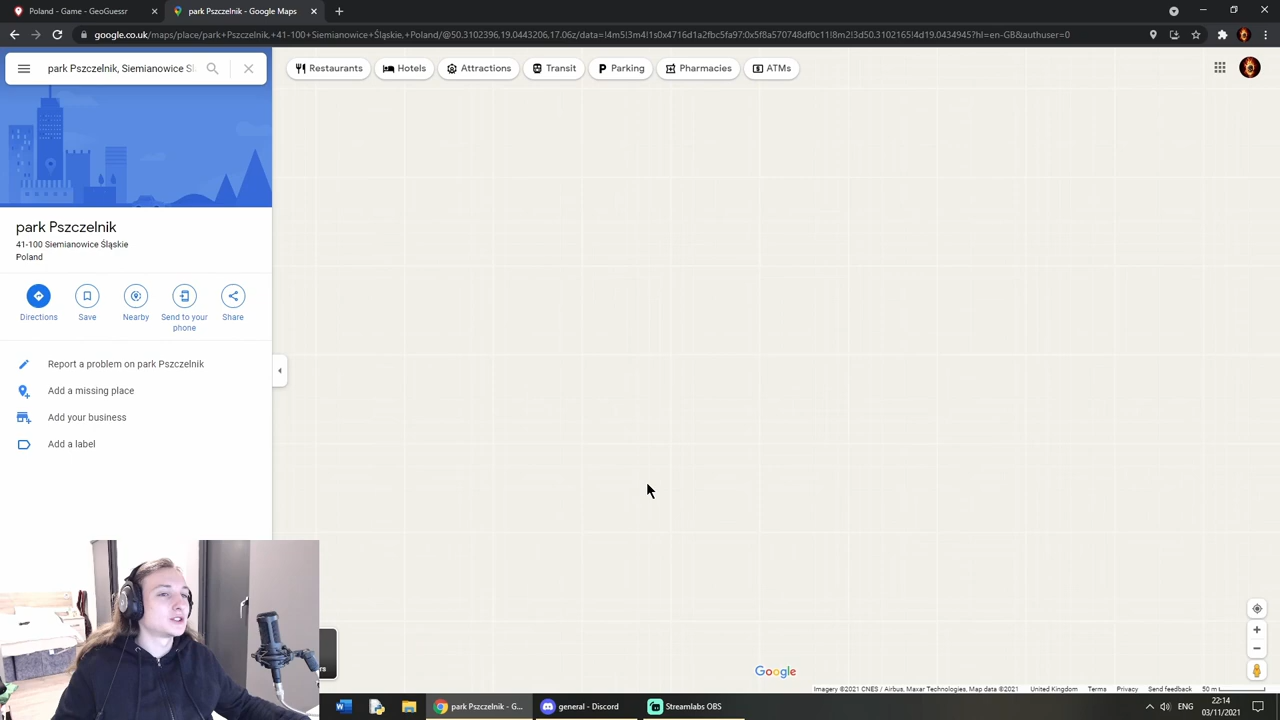 Poland - Game - GeoGuessr
park Pszczelnik - Google Maps
google.co.uk/maps/place/park+Pszczelnik,+41-100+Siemianowice+Śląskie,+Poland/@50.3102396,19.0443206,17.06z/data=!4m5!3m4!1s0x4716d1a2fbc5fa97:0x5f8a570748df0c11!8m2!3d50.3102165!4d19.0434945?hl=en-GB&authuser=0
park Pszczelnik, Siemianowice Śl
Restaurants
Hotels
Attractions
Transit
Parking
Pharmacies
ATMs
park Pszczelnik
41-100 Siemianowice Śląskie
Poland
Directions
Save
Nearby
Send to your
phone
Share
Report a problem on park Pszczelnik
Add a missing place
Add your business
Add a label
rs
Google
Imagery ©2021 CNES / Airbus, Maxar Technologies, Map data ©2021
United Kingdom
Terms
Privacy
Send feedback
50 m
park Pszczelnik - G...
general - Discord
Streamlabs OBS
ENG
22:14
03/11/2021